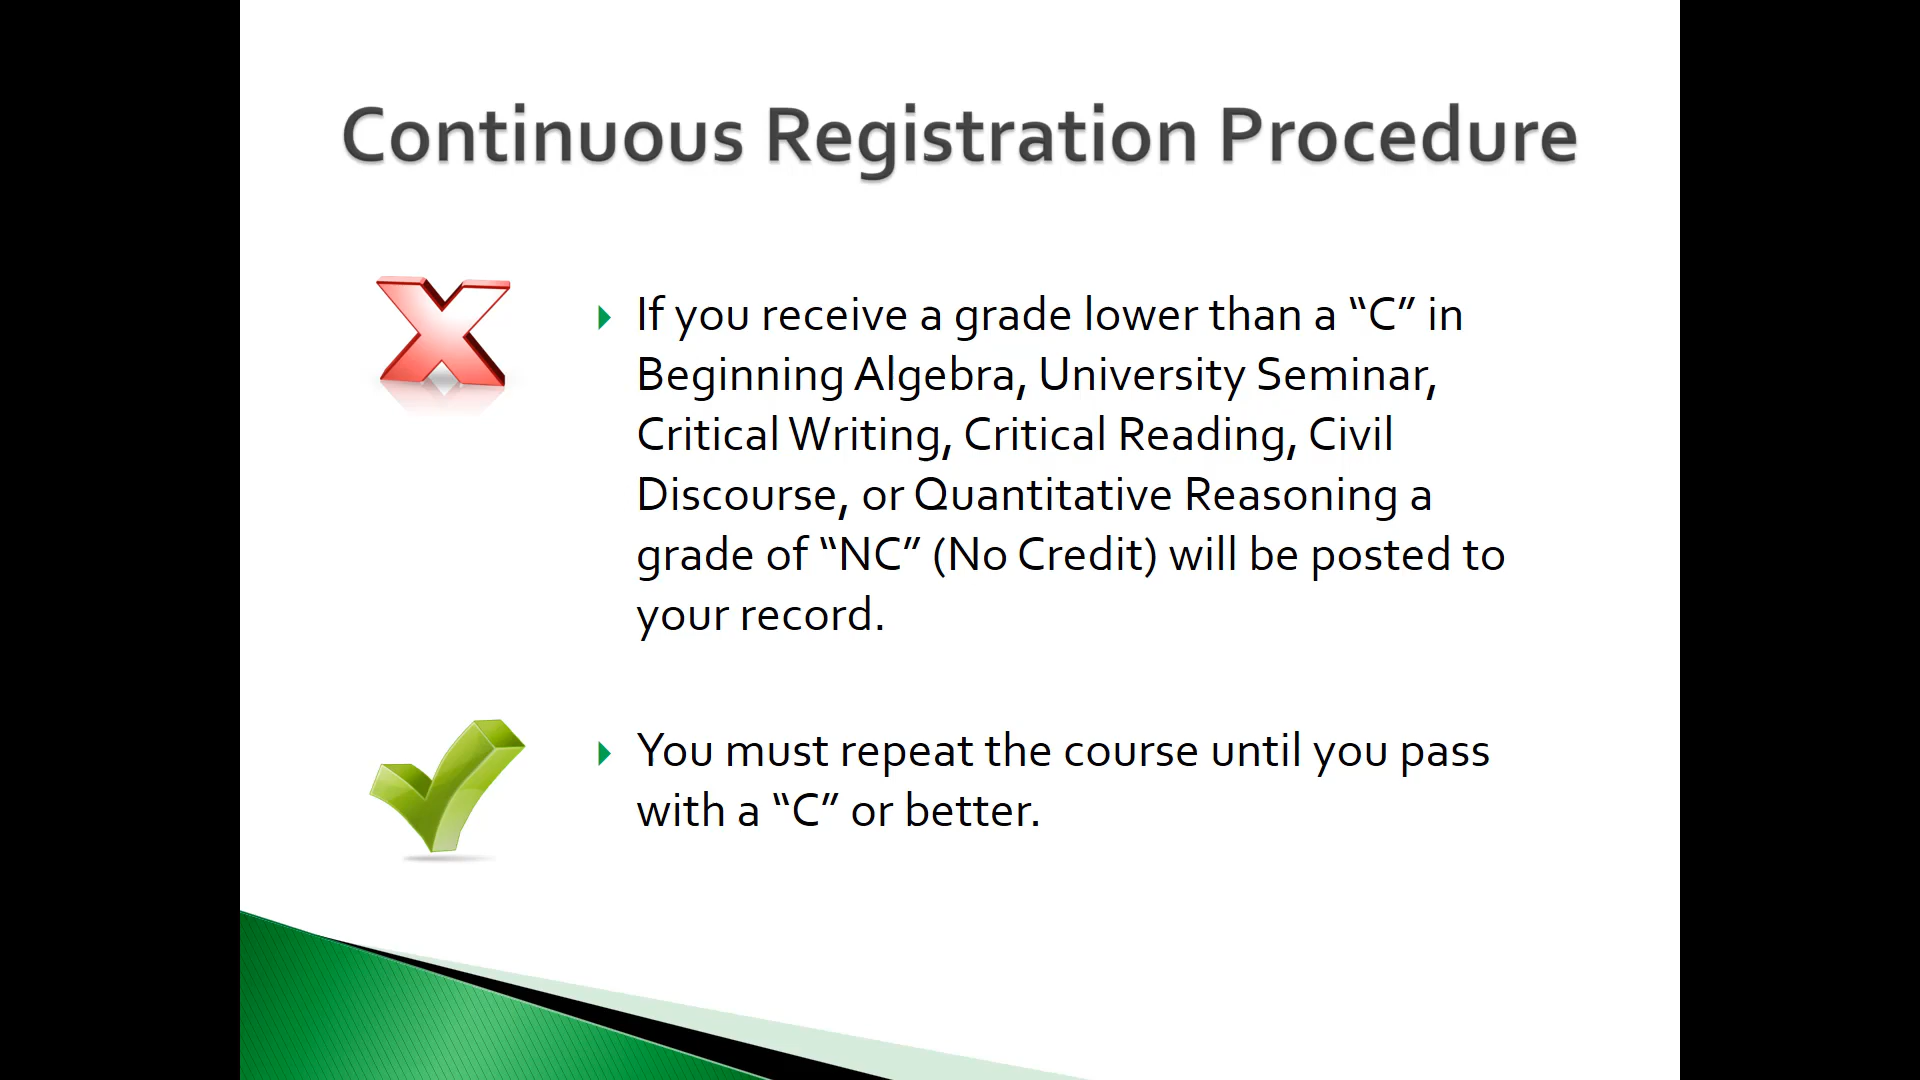 Continuous Registration Procedure
If you receive a grade lower than a “C” in
Beginning Algebra, University Seminar,
Critical Writing, Critical Reading, Civil
Discourse, or Quantitative Reasoning a
grade of “NC” (No Credit) will be posted to
your record.
You must repeat the course until you pass
with a “C” or better.